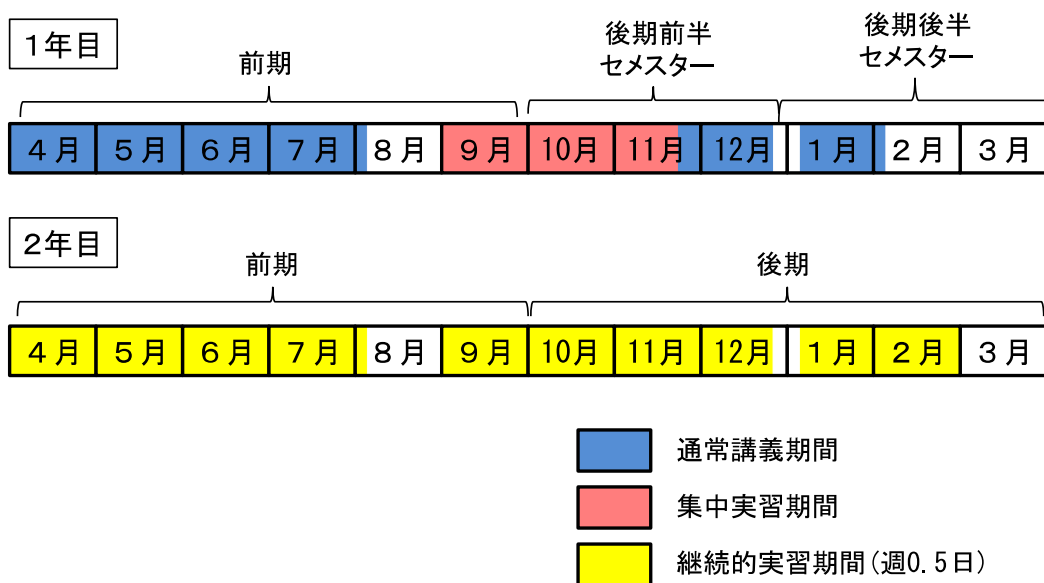 1年目
前期
後期前半
セメスター
後期後半
セメスター
4月 5月 6月 7月 8月 9月 10月 11月 12月 1月 2月 3月
2年目
前期
後期
4月 5月 6月 7月 8月 9月 10月 11月 12月 1月 2月 3月
通常講義期間
集中実習期間
継続的実習期間(週0.5日)